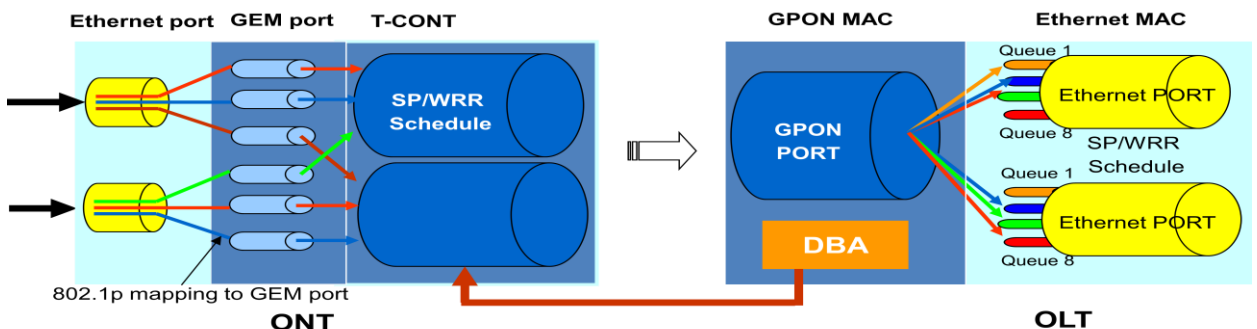 Ethernet port
GEM port
T-CONT
GPON MAC
Ethernet MAC
SP/WRR
Schedule
GPON
PORT
DBA
Queue 1
Ethernet PORT
Queue 8
SP/WRR
Schedule
Queue 1
Ethernet PORT
Queue 8
802.1p mapping to GEM port
ONT
OLT